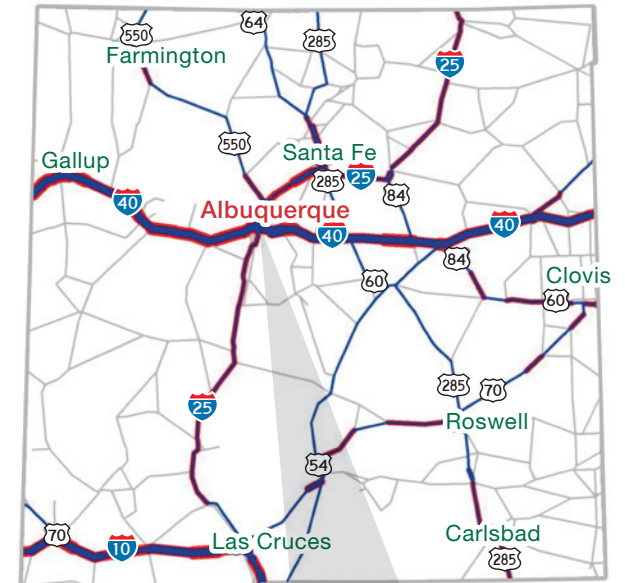 64
550
285
Farmington
25
550
Santa Fe
Gallup
285
25
84
40
Albuquerque
40
40
84
60
Clovis
60
25
285
70
Roswell
54
70
10
Las Cruces
Carlsbad
285